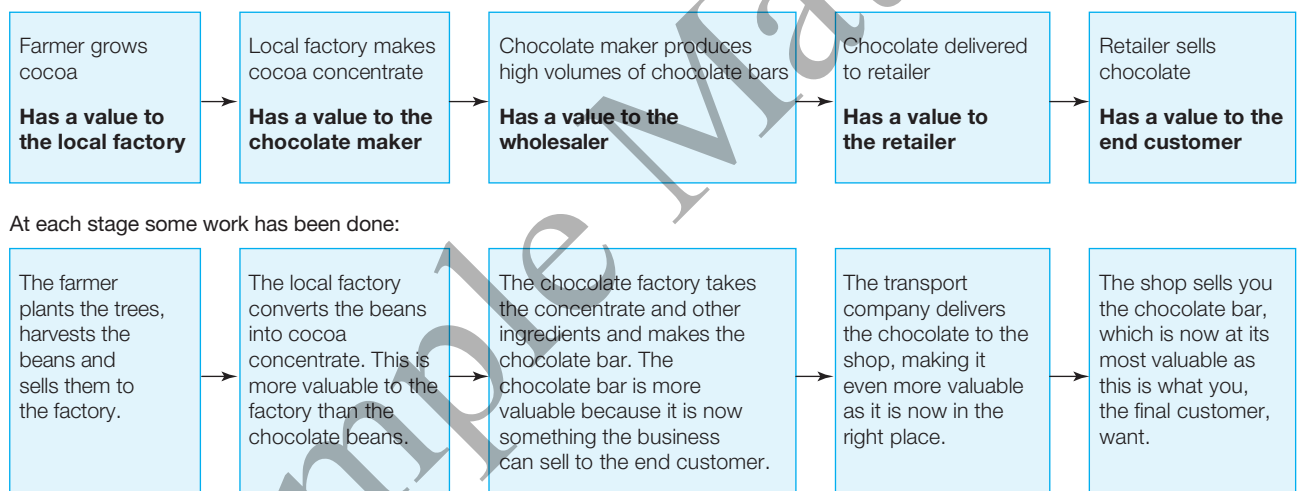 Farmer grows
cocoa
Has a value to
the local factory
Local factory makes
cocoa concentrate
Has a value to the
chocolate maker
Chocolate maker produces
high volumes of chocolate bars
Has a value to the
wholesaler
Chocolate delivered
to retailer
Has a value to
the retailer
Retailer sells
chocolate
Has a value to the
end customer
At each stage some work has been done:
The farmer
plants the trees,
harvests the
beans and
sells them to
the factory.
The local factory
converts the beans
into cocoa
concentrate. This is
more valuable to the
factory than the
chocolate beans.
The chocolate factory takes
the concentrate and other
ingredients and makes the
chocolate bar. The
chocolate bar is more
valuable because it is now
something the business
can sell to the end customer.
The transport
company delivers
the chocolate to the
shop, making it
even more valuable
as it is now in the
right place.
The shop sells you
the chocolate bar,
which is now at its
most valuable as
this is what you,
the final customer,
want.